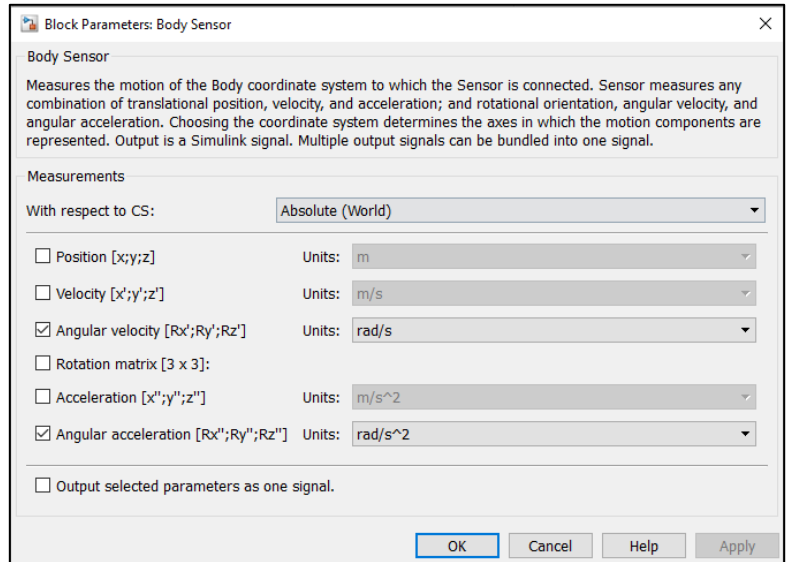 Block Parameters: Body Sensor
Body Sensor
Measures the motion of the Body coordinate system to which the Sensor is connected. Sensor measures any
combination of translational position, velocity, and acceleration; and rotational orientation, angular velocity, and
angular acceleration. Choosing the coordinate system determines the axes in which the motion components are
represented. Output is a Simulink signal. Multiple output signals can be bundled into one signal.
Measurements
With respect to CS: Absolute (World)
Position [x;y;z] Units: m
Velocity [x';y';z'] Units: m/s
Angular velocity [Rx';Ry';Rz'] Units: rad/s
Rotation matrix [3 x 3]:
Acceleration [x'';y'';z''] Units: m/s^2
Angular acceleration [Rx'';Ry'';Rz''] Units: rad/s^2
Output selected parameters as one signal.
OK Cancel Help Apply